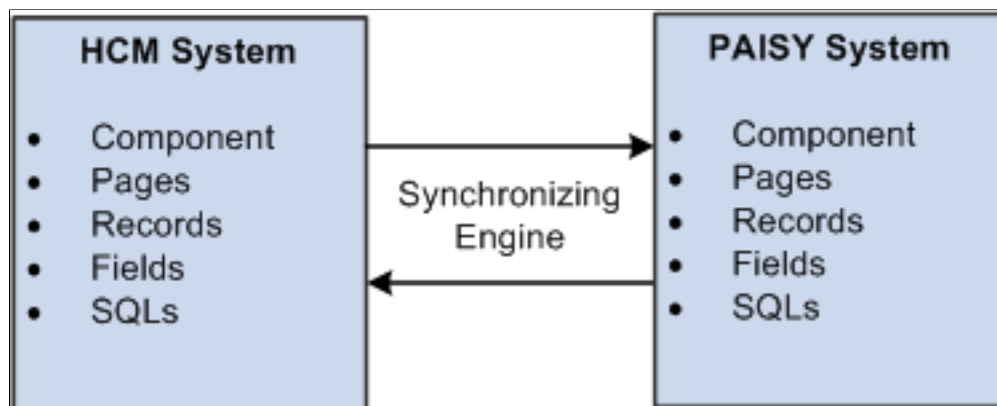 HCM System
• Component
• Pages
• Records
• Fields
• SQLs
Synchronizing
Engine
PAISY System
• Component
• Pages
• Records
• Fields
• SQLs